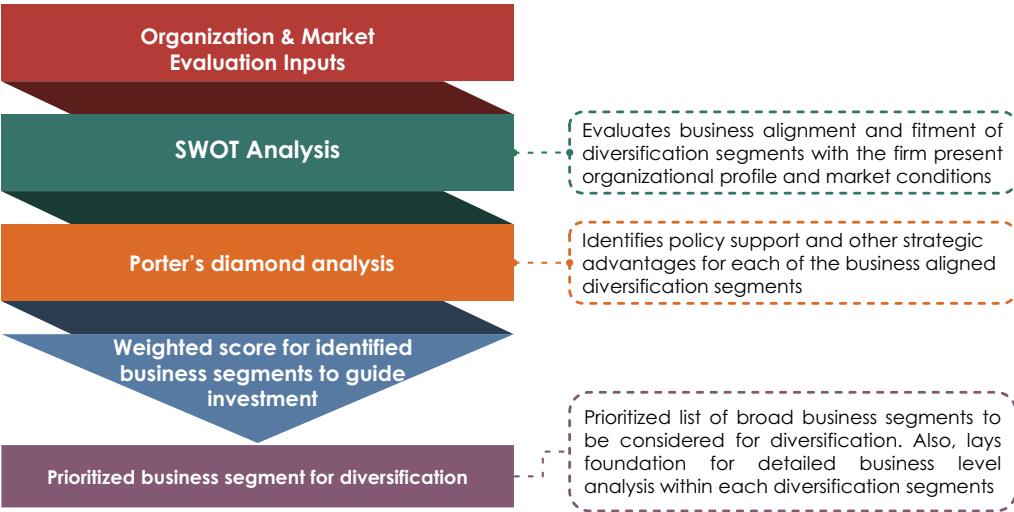 Organization & Market
Evaluation Inputs
SWOT Analysis
Evaluates business alignment and fitment of
diversification segments with the firm present
organizational profile and market conditions
Porter's diamond analysis
Identifies policy support and other strategic
advantages for each of the business aligned
diversification segments
Weighted score for identified
business segments to guide
investment
Prioritized business segment for diversification
Prioritized list of broad business segments to
be considered for diversification. Also, lays
foundation for detailed business level
analysis within each diversification segments